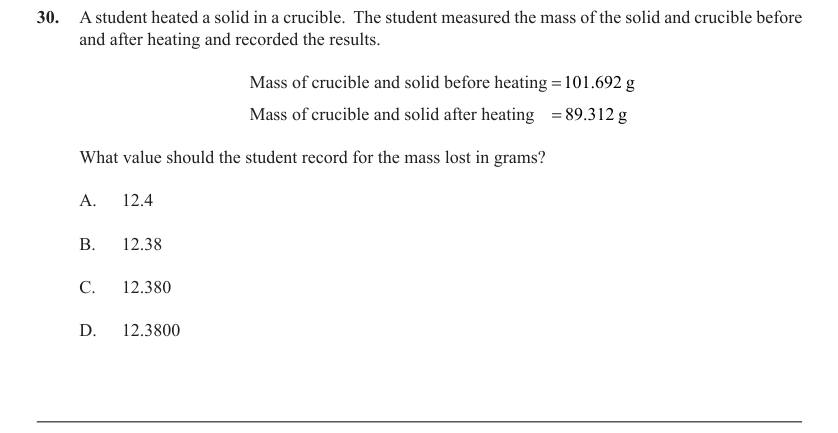 30. A student heated a solid in a crucible. The student measured the mass of the solid and crucible before
and after heating and recorded the results.
Mass of crucible and solid before heating = 101.692 g
Mass of crucible and solid after heating = 89.312 g
What value should the student record for the mass lost in grams?
A. 12.4
B. 12.38
C. 12.380
D. 12.3800